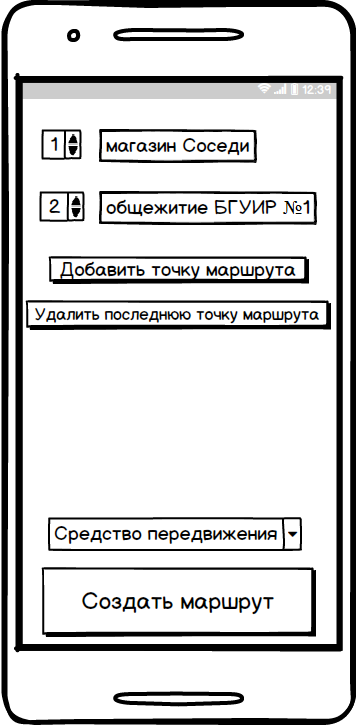 12:39
1 магазин Соседи
2 общежитие БГУИР №1
Добавить точку маршрута
Удалить последнюю точку маршрута
Средство передвижения
Создать маршрут